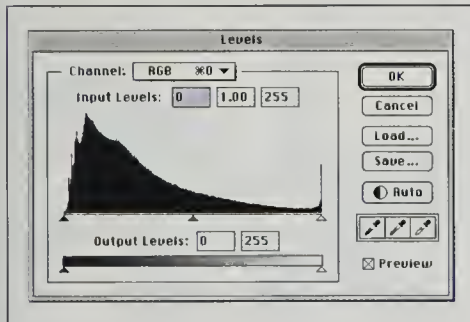 Levels
Channel: RGB ⌘0
Input Levels: 0 1.00 255
Output Levels: 0 255
OK
Cancel
Load...
Save...
Auto
Preview